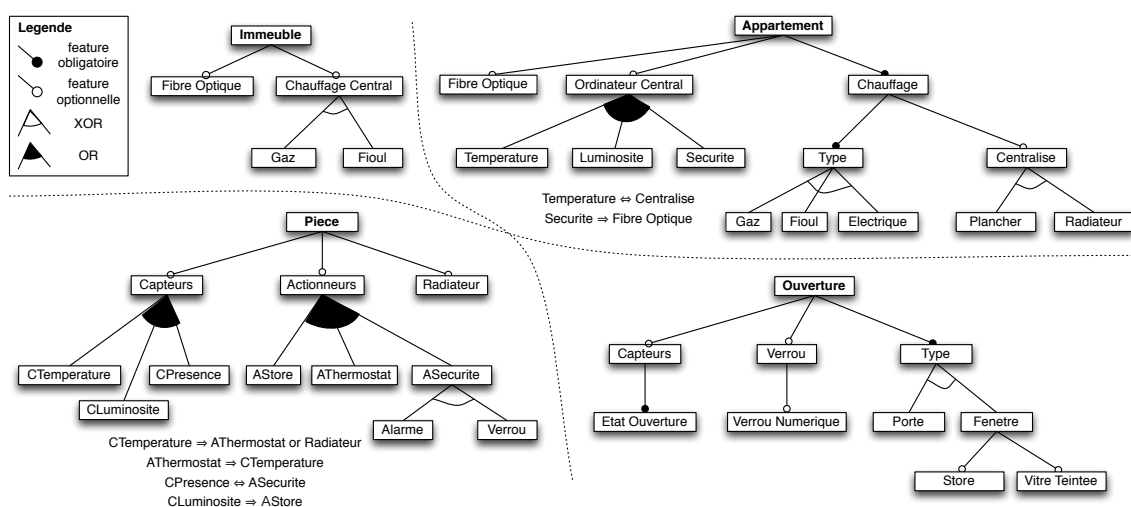 Legende
feature
obligatoire
feature
optionnelle
XOR
OR
Immeuble
Fibre Optique
Chauffage Central
Gaz
Fioul
Appartement
Fibre Optique
Ordinateur Central
Chauffage
Temperature
Luminosite
Securite
Type
Centralise
Gaz
Fioul
Electrique
Plancher
Radiateur
Temperature ⇔ Centralise
Securite ⇒ Fibre Optique
Piece
Capteurs
Actionneurs
Radiateur
CTemperature
CPresence
CLuminosite
AStore
AThermostat
ASecurite
Alarme
Verrou
CTemperature ⇒ AThermostat or Radiateur
AThermostat ⇒ CTemperature
CPresence ⇔ ASecurite
CLuminosite ⇒ AStore
Ouverture
Capteurs
Verrou
Type
Etat Ouverture
Verrou Numerique
Porte
Fenetre
Store
Vitre Teintee